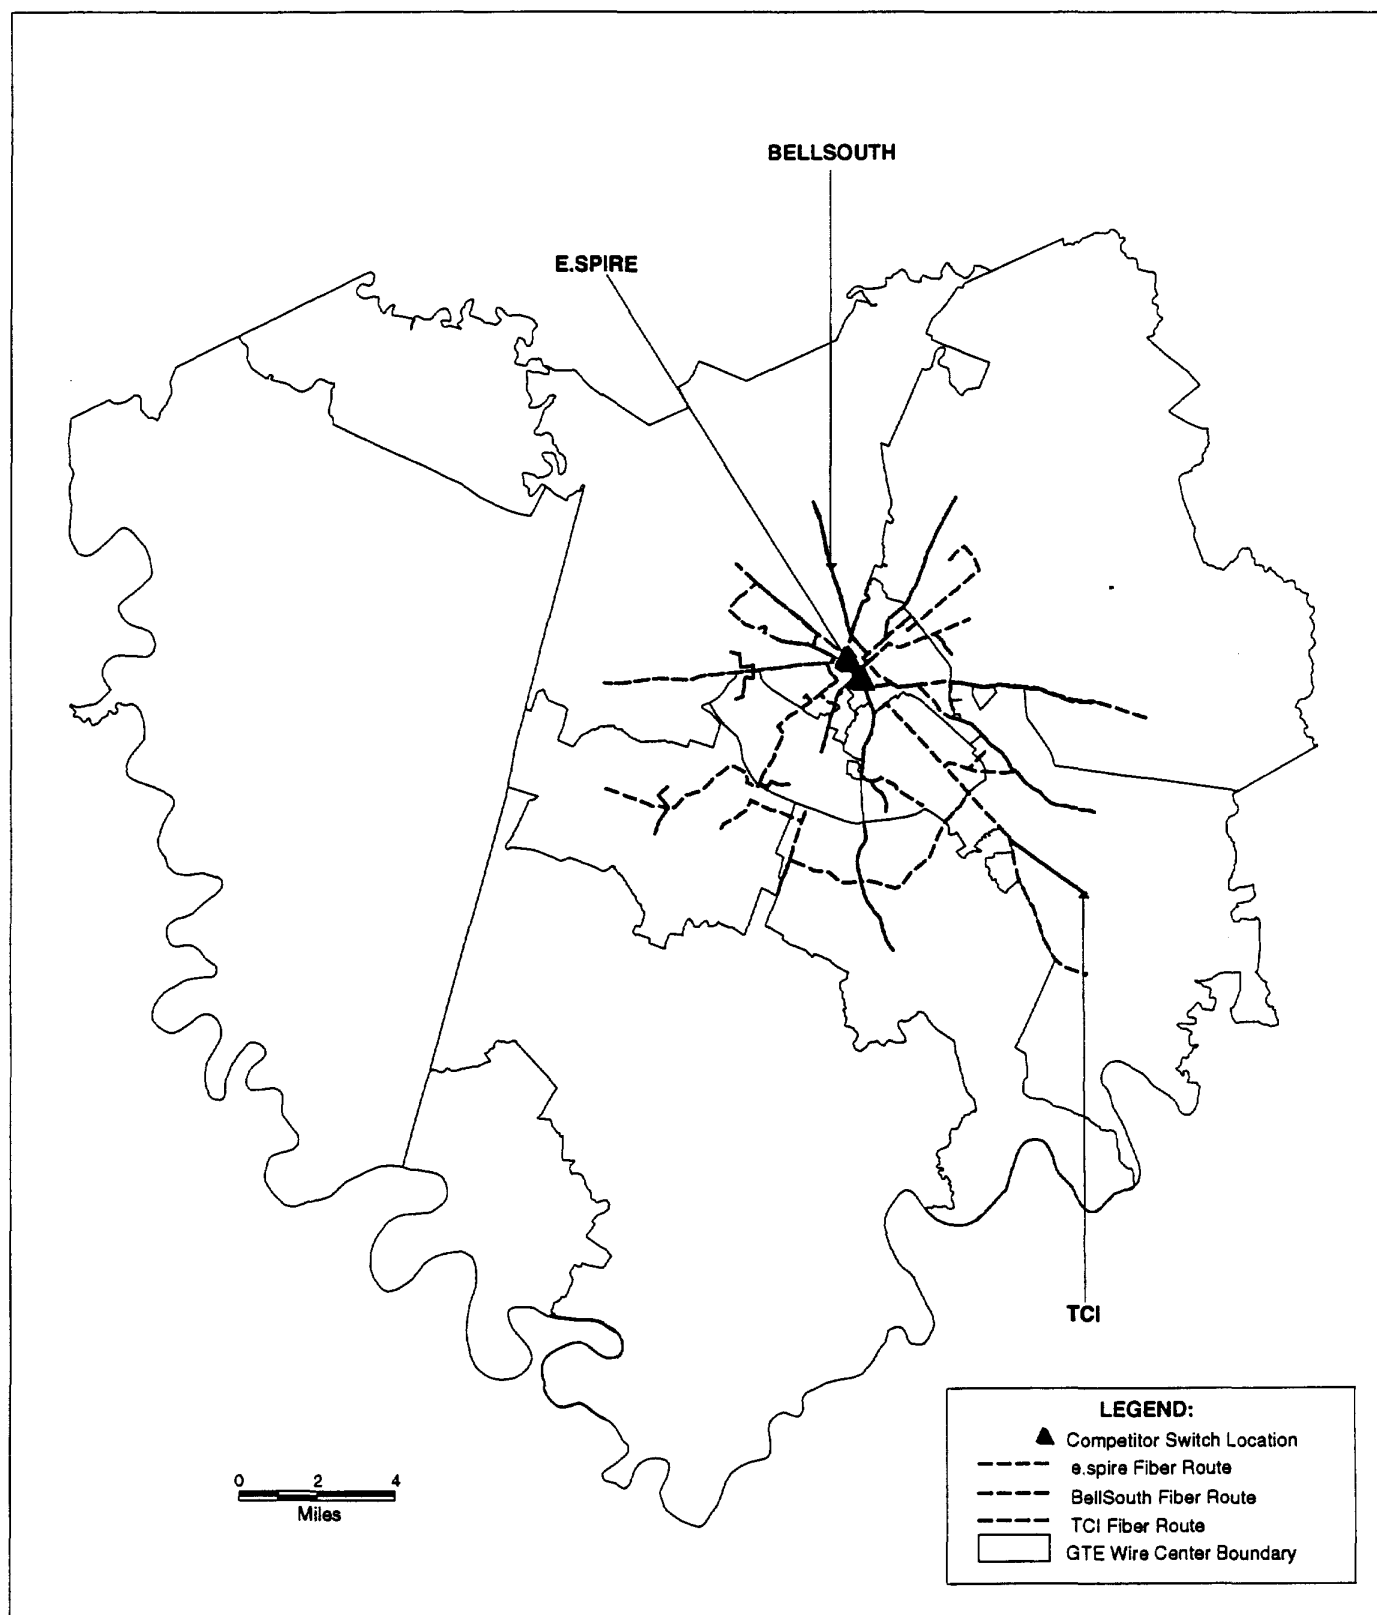 BELLSOUTH
E.SPIRE
TCI
LEGEND:
Competitor Switch Location
e.spire Fiber Route
BellSouth Fiber Route
TCI Fiber Route
GTE Wire Center Boundary
0 2 4
Miles